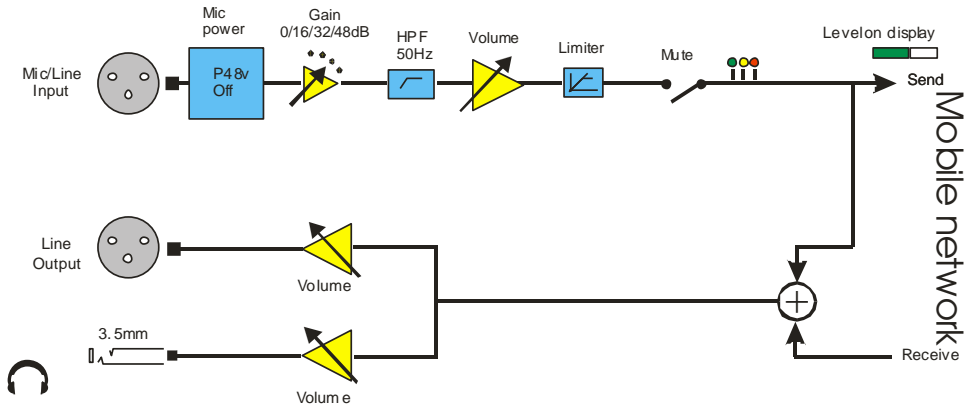 Mic/Line
Input
Mic
power
P48v
Off
Gain
0/16/32/48dB
HPF
50Hz
Volume
Limiter
Mute
Levelon display
Send
Mobile network
Line
Output
Volume
3.5mm
Volume
Receive